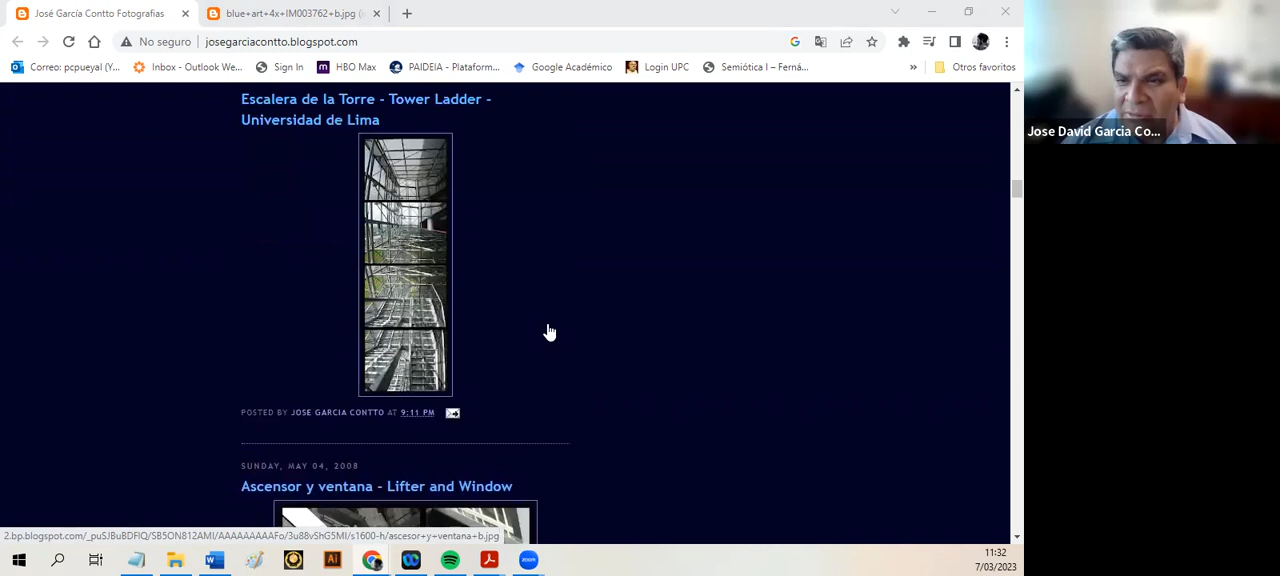 José García Contto Fotografias
blue+art+4x+IM003762+b.jpg (
No seguro
josegarciacontto.blogspot.com
Correo: pcpueyal (Y...
Inbox - Outlook We...
Sign In
HBO Max
PAIDEIA - Plataform...
Google Académico
Login UPC
Semiótica I – Ferná...
»
Otros favoritos
Escalera de la Torre - Tower Ladder -
Universidad de Lima
POSTED BY JOSE GARCIA CONTTO AT 9:11 PM
SUNDAY, MAY 04, 2008
Ascensor y ventana - Lifter and Window
Jose David Garcia Co...
11:32
7/03/2023